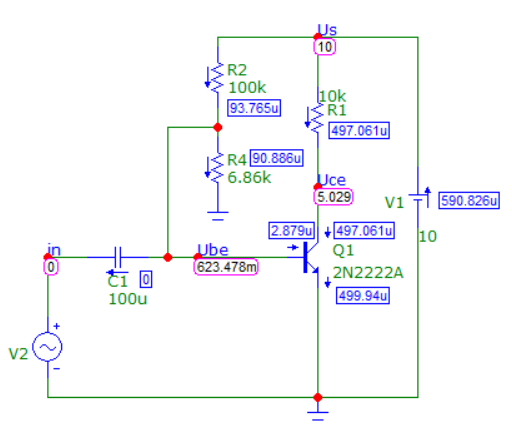 Us
10
R2
100k
93.765u
10k
R1
497.061u
R4
90.886u
6.86k
Uce
5.029
V1
590.826u
10
in
0
C1
0
100u
Ube
623.478m
2.879u
497.061u
Q1
2N2222A
499.94u
V2
+
-